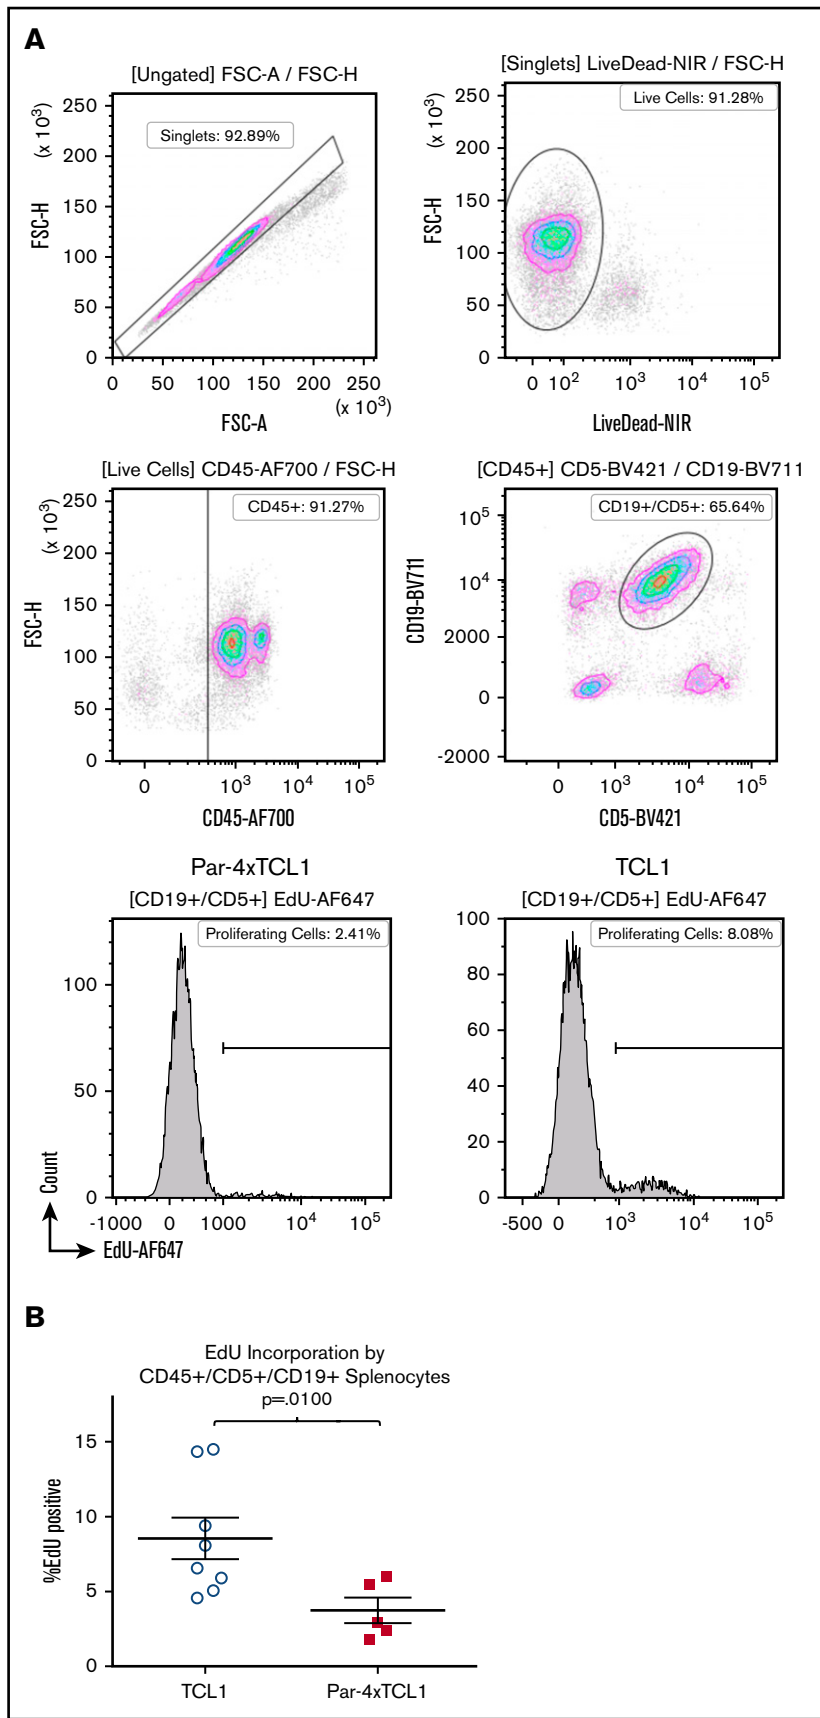 A
[Ungated] FSC-A / FSC-H
Singlets: 92.89%
250
200
150
100
50
0
(x 10³)
FSC-H
0 50 100 150 200 250
(x 10³)
FSC-A
[Singlets] LiveDead-NIR / FSC-H
Live Cells: 91.28%
250
200
150
100
50
0
(x 10³)
FSC-H
0 10² 10³ 10⁴ 10⁵
LiveDead-NIR
[Live Cells] CD45-AF700 / FSC-H
CD45+: 91.27%
250
200
150
100
50
0
(x 10³)
FSC-H
0 10³ 10⁴ 10⁵
CD45-AF700
[CD45+] CD5-BV421 / CD19-BV711
CD19+/CD5+: 65.64%
10⁵
10⁴
2000
0
-2000
CD19-BV711
0 10³ 10⁴ 10⁵
CD5-BV421
Par-4xTCL1
[CD19+/CD5+] EdU-AF647
Proliferating Cells: 2.41%
100
50
0
-1000 0 1000 10⁴ 10⁵
Count
EdU-AF647
TCL1
[CD19+/CD5+] EdU-AF647
Proliferating Cells: 8.08%
100
80
60
40
20
0
-500 0 10³ 10⁴ 10⁵
B
EdU Incorporation by
CD45+/CD5+/CD19+ Splenocytes
p=.0100
15
10
5
0
%EdU positive
TCL1 Par-4xTCL1